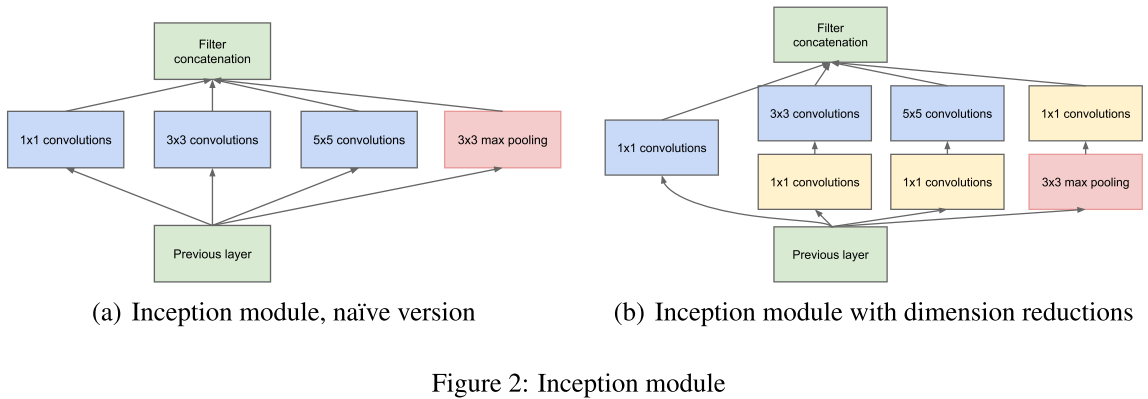 Filter
concatenation
1x1 convolutions
3x3 convolutions
5x5 convolutions
3x3 max pooling
Previous layer
(a) Inception module, naïve version
Filter
concatenation
3x3 convolutions
5x5 convolutions
1x1 convolutions
1x1 convolutions
1x1 convolutions
1x1 convolutions
3x3 max pooling
Previous layer
(b) Inception module with dimension reductions
Figure 2: Inception module